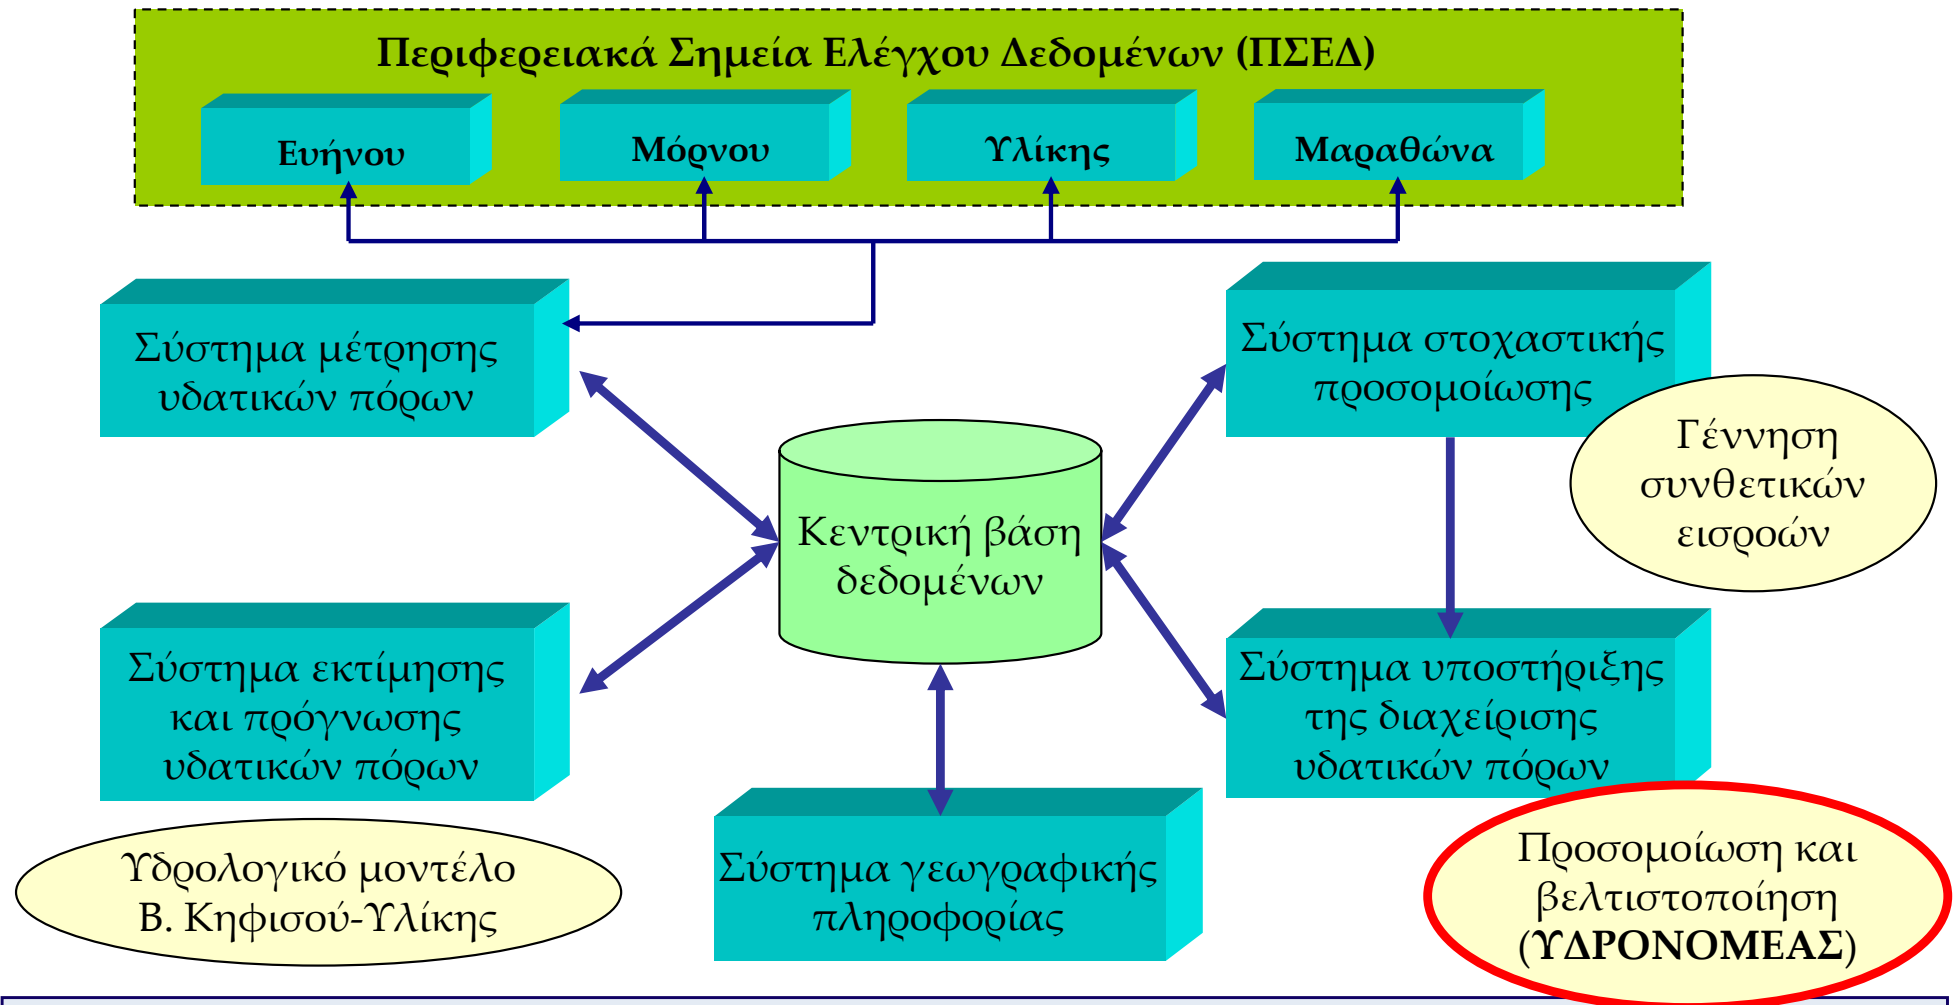 Περιφερειακά Σημεία Ελέγχου Δεδομένων (ΠΣΕΔ)
Ευήνου
Μόρνου
Υλίκης
Μαραθώνα
Σύστημα μέτρησης
υδατικών πόρων
Σύστημα στοχαστικής
προσομοίωσης
Γέννηση
συνθετικών
εισροών
Κεντρική βάση
δεδομένων
Σύστημα εκτίμησης
και πρόγνωσης
υδατικών πόρων
Σύστημα υποστήριξης
της διαχείρισης
υδατικών πόρων
Υδρολογικό μοντέλο
Β. Κηφισού-Υλίκης
Σύστημα γεωγραφικής
πληροφορίας
Προσομοίωση και
βελτιστοποίηση
(ΥΔΡΟΝΟΜΕΑΣ)